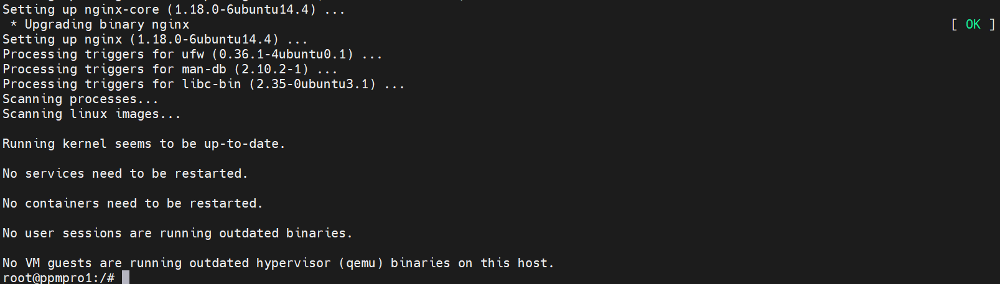 Setting up nginx-core (1.18.0-6ubuntu14.4) ...
 * Upgrading binary nginx [ OK ]
Setting up nginx (1.18.0-6ubuntu14.4) ...
Processing triggers for ufw (0.36.1-4ubuntu0.1) ...
Processing triggers for man-db (2.10.2-1) ...
Processing triggers for libc-bin (2.35-0ubuntu3.1) ...
Scanning processes...
Scanning linux images...
Running kernel seems to be up-to-date.
No services need to be restarted.
No containers need to be restarted.
No user sessions are running outdated binaries.
No VM guests are running outdated hypervisor (qemu) binaries on this host.
root@ppmpro1:/#